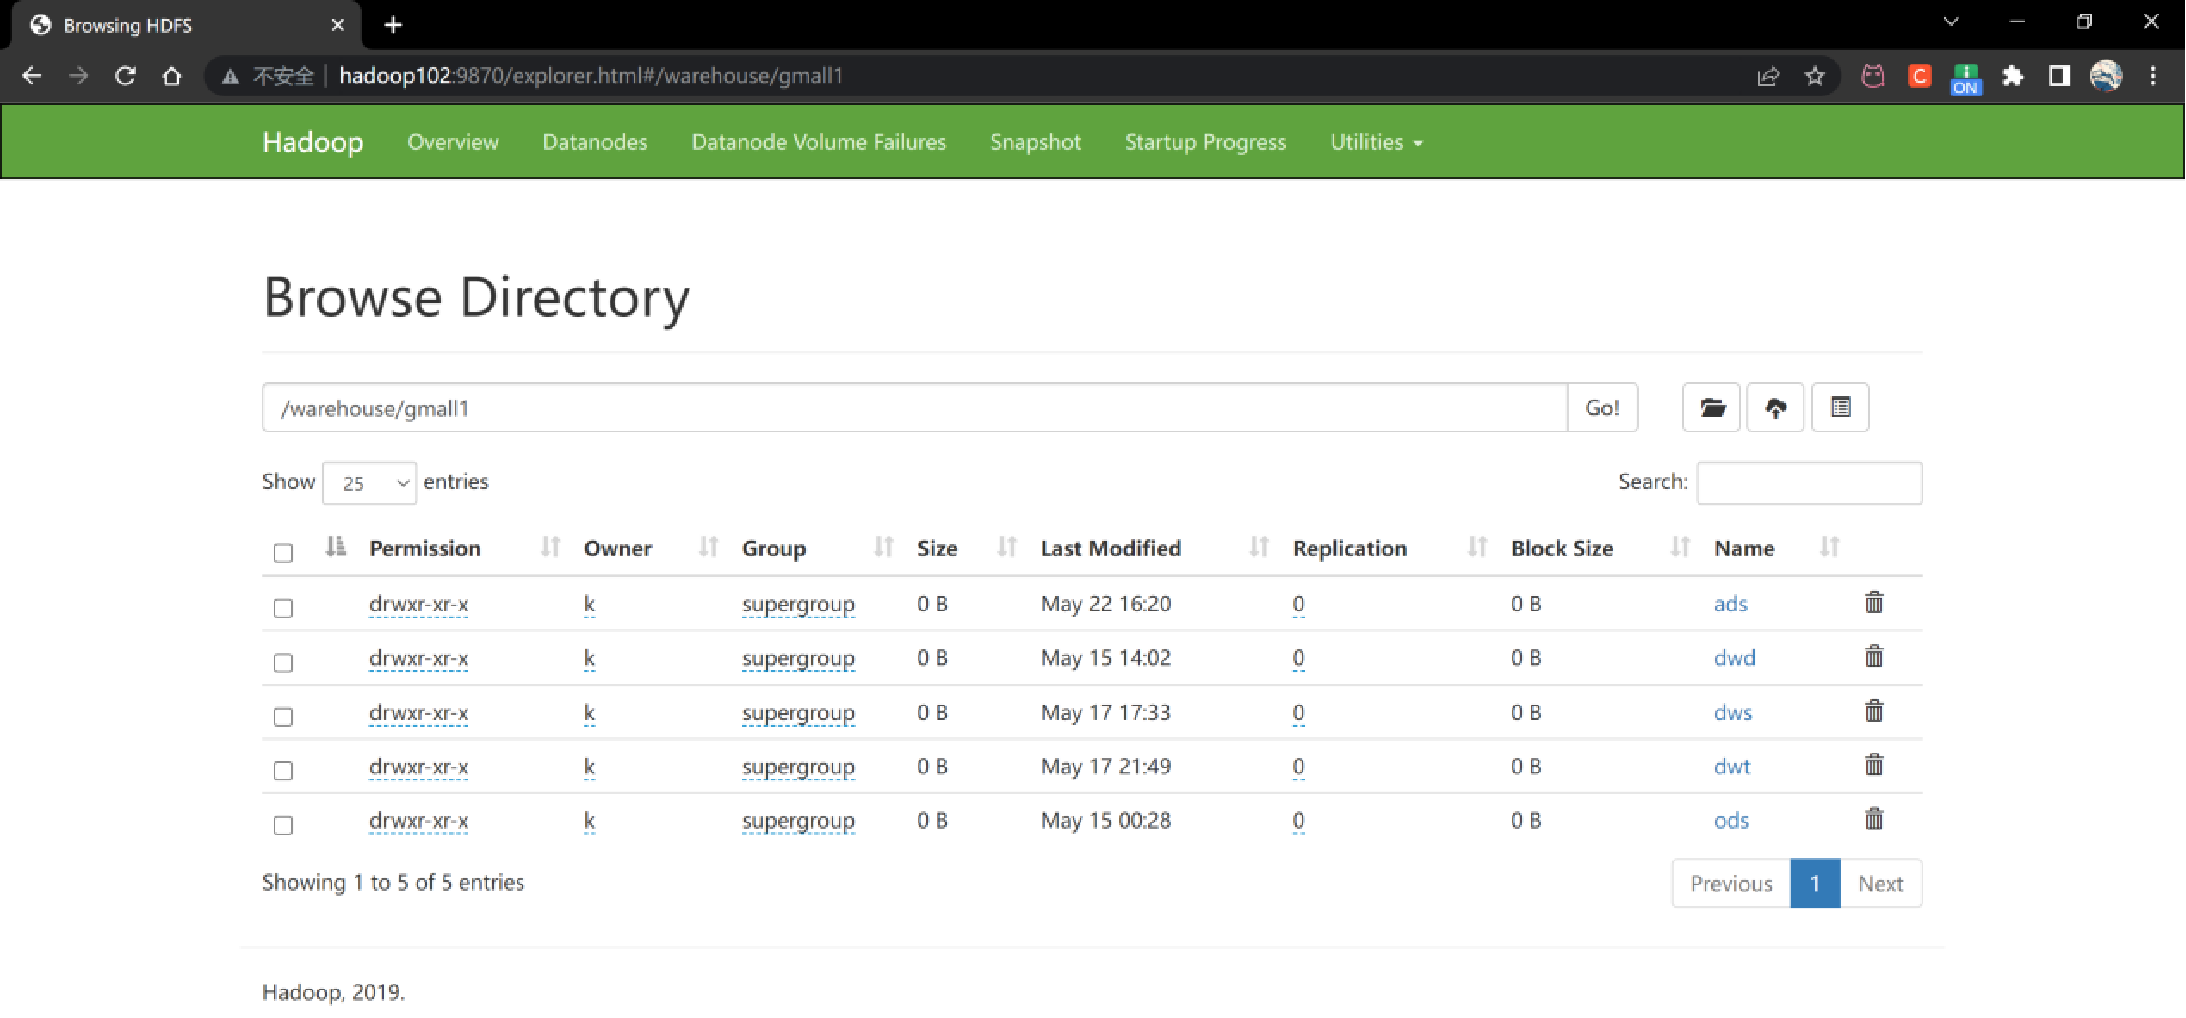 Browsing HDFS
不安全 hadoop102:9870/explorer.html#/warehouse/gmall1
C
ON
Hadoop Overview Datanodes Datanode Volume Failures Snapshot Startup Progress Utilities
Browse Directory
/warehouse/gmall1 Go!
Show 25 entries Search:
Permission Owner Group Size Last Modified Replication Block Size Name
drwxr-xr-x k supergroup 0 B May 22 16:20 0 0 B ads
drwxr-xr-x k supergroup 0 B May 15 14:02 0 0 B dwd
drwxr-xr-x k supergroup 0 B May 17 17:33 0 0 B dws
drwxr-xr-x k supergroup 0 B May 17 21:49 0 0 B dwt
drwxr-xr-x k supergroup 0 B May 15 00:28 0 0 B ods
Showing 1 to 5 of 5 entries Previous 1 Next
Hadoop, 2019.